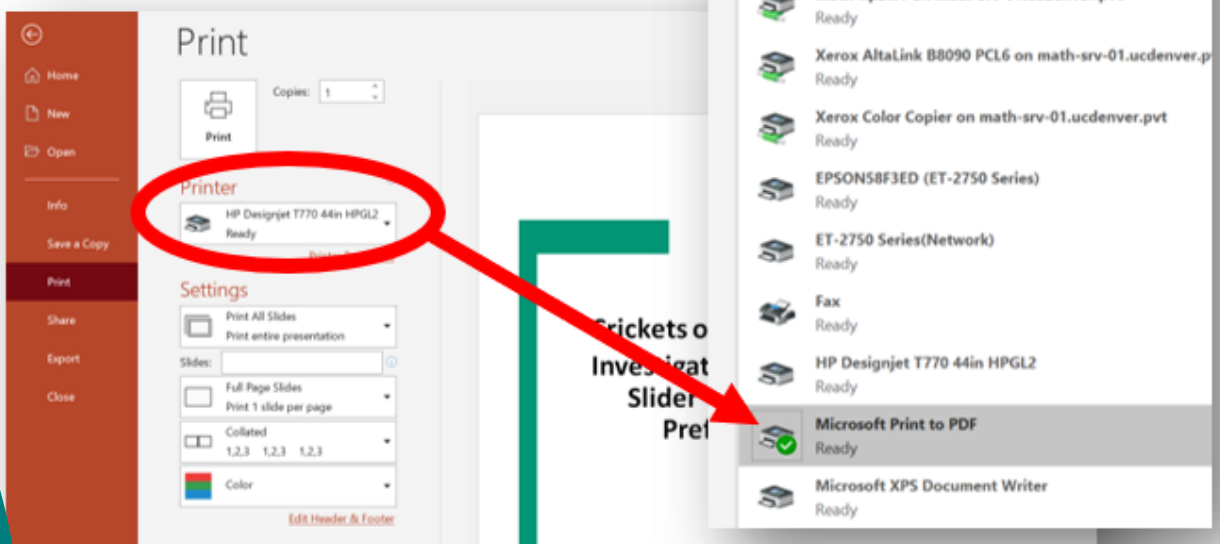 Print
Home
New
Open
Info
Save a Copy
Print
Share
Export
Close
Copies: 1
Print
Printer
HP Designjet T770 44in HPGL2
Ready
Settings
Print All Slides
Print entire presentation
Slides:
Full Page Slides
Print 1 slide per page
Collated
1,2,3 1,2,3 1,2,3
Color
Edit Header & Footer
Crickets o
Investigat
Slider
Pref
Ready
Xerox AltaLink B8090 PCL6 on math-srv-01.ucdenver.p
Ready
Xerox Color Copier on math-srv-01.ucdenver.pvt
Ready
EPSON58F3ED (ET-2750 Series)
Ready
ET-2750 Series(Network)
Ready
Fax
Ready
HP Designjet T770 44in HPGL2
Ready
Microsoft Print to PDF
Ready
Microsoft XPS Document Writer
Ready